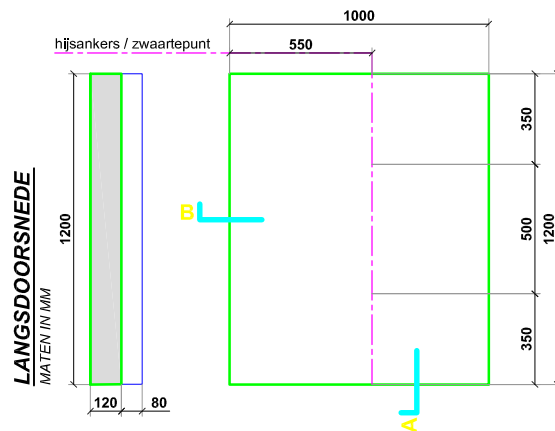 1000
hijsankers / zwaartepunt
550
350
500
1200
350
B
A
1200
120
80
LANGSDOORSNEDE
MATEN IN MM